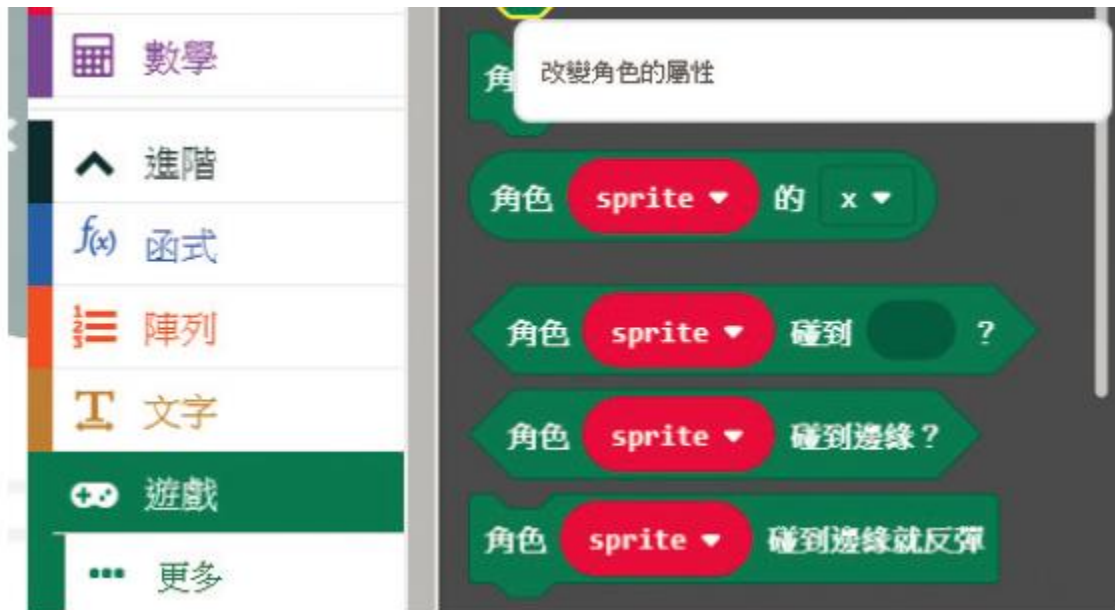 數學
進階
f(x) 函式
陣列
文字
遊戲
更多
角
改變角色的屬性
角色 sprite 的 x
角色 sprite 碰到 ?
角色 sprite 碰到邊緣？
角色 sprite 碰到邊緣就反彈